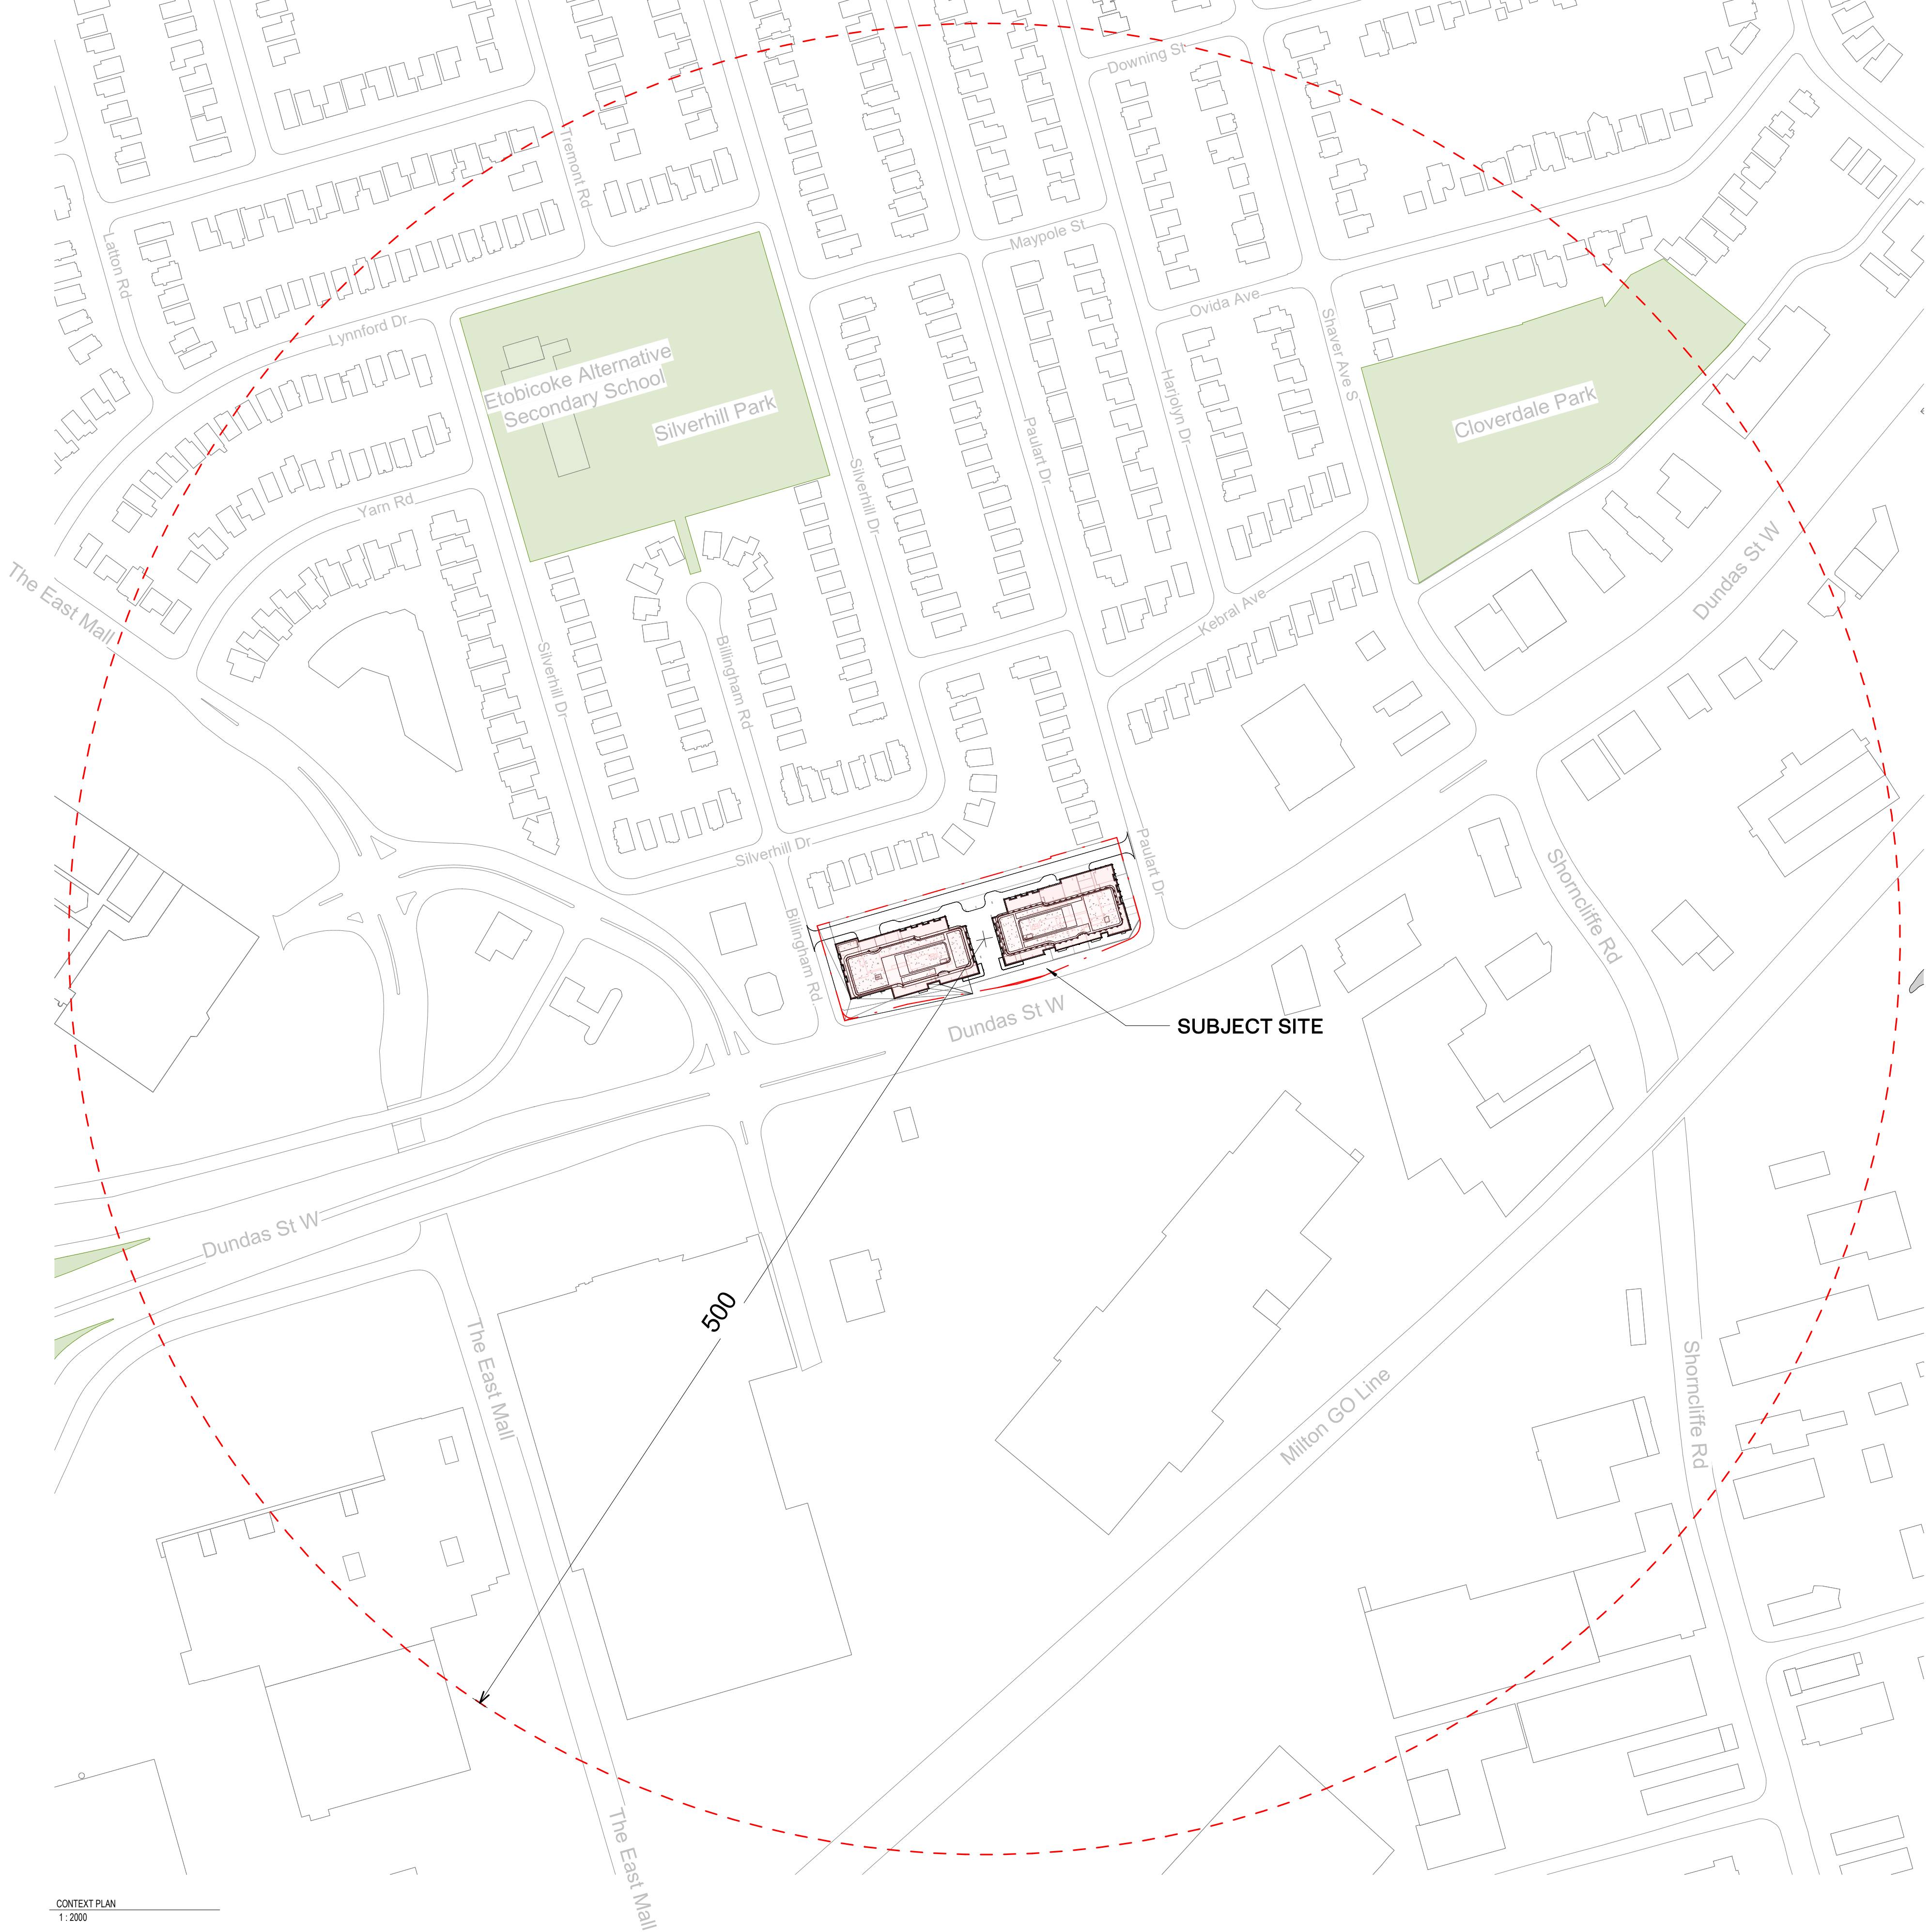 Downing St
Tremont Rd
Maypole St
Latton Rd
Ovida Ave
Lynnford Dr
Shaver Ave S
Etobicoke Alternative
Secondary School
Silverhill Park
Harjolyn Dr
Cloverdale Park
Paulart Dr
Silverhill Dr
Yarn Rd
Dundas St W
The East Mall
Kebral Ave
Silverhill Dr
Billingham Rd
Silverhill Dr
Paulart Dr
Shorncliffe Rd
Billingham Rd
Dundas St W
SUBJECT SITE
Dundas St W
500
The East Mall
Milton GO Line
Shorncliffe Rd
The East Mall
CONTEXT PLAN
1 : 2000